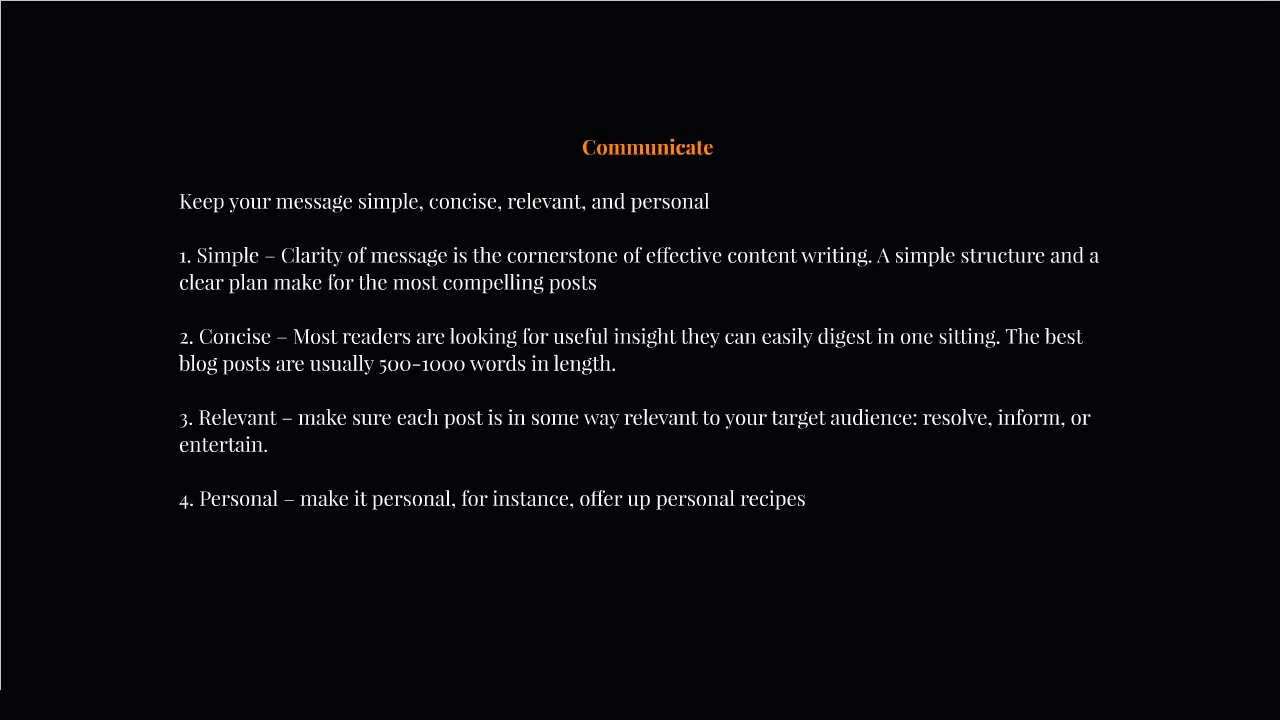 Communicate
Keep your message simple, concise, relevant, and personal
1. Simple – Clarity of message is the cornerstone of effective content writing. A simple structure and a
clear plan make for the most compelling posts
2. Concise – Most readers are looking for useful insight they can easily digest in one sitting. The best
blog posts are usually 500-1000 words in length.
3. Relevant – make sure each post is in some way relevant to your target audience: resolve, inform, or
entertain.
4. Personal – make it personal, for instance, offer up personal recipes